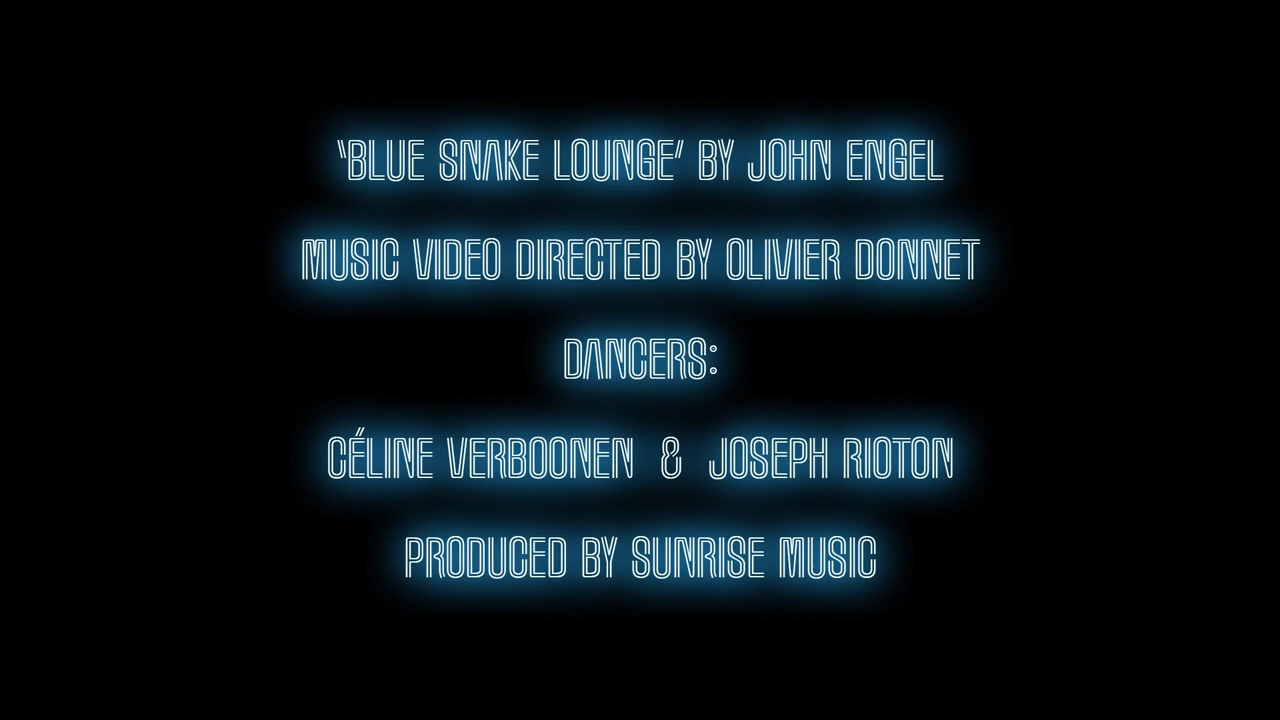 'BLUE SNAKE LOUNGE' BY JOHN ENGEL
MUSIC VIDEO DIRECTED BY OLIVIER DONNET
DANCERS:
CÉLINE VERBOONEN & JOSEPH RIOTON
PRODUCED BY SUNRISE MUSIC